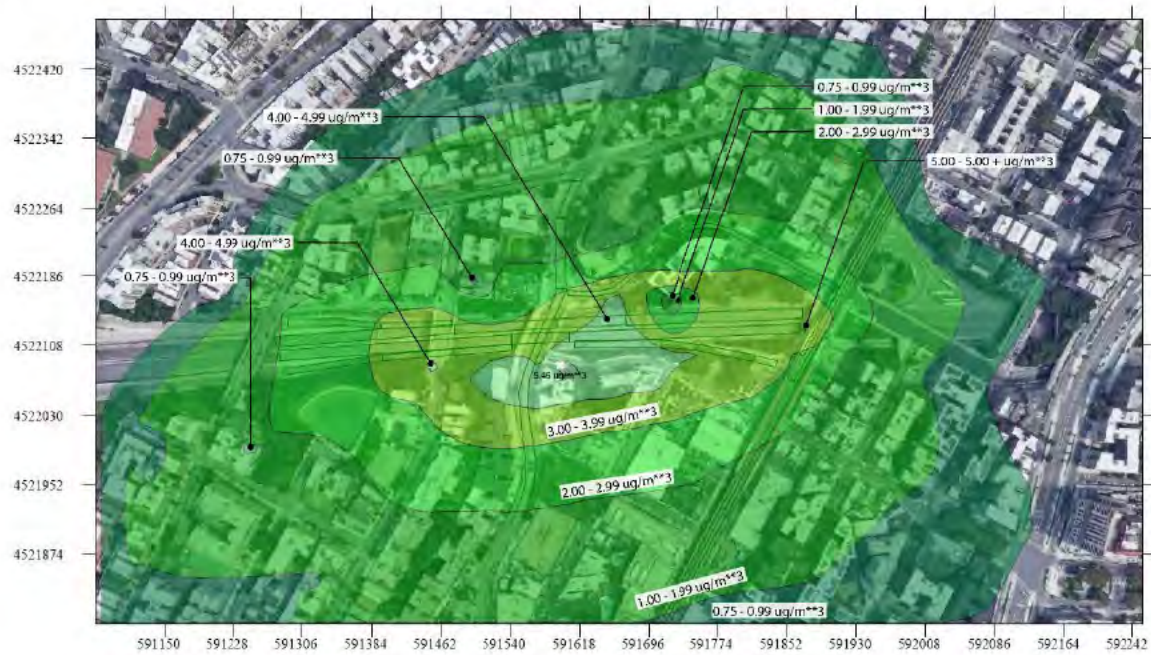 4522420
4522342
4522264
4522186
4522108
4522030
4521952
4521874
0.75 - 0.99 ug/m**3
1.00 - 1.99 ug/m**3
4.00 - 4.99 ug/m**3
2.00 - 2.99 ug/m**3
0.75 - 0.99 ug/m**3
5.00 - 5.00 + ug/m**3
4.00 - 4.99 ug/m**3
0.75 - 0.99 ug/m**3
5.46 ug/m**3
3.00 - 3.99 ug/m**3
2.00 - 2.99 ug/m**3
1.00 - 1.99 ug/m**3
0.75 - 0.99 ug/m**3
591150 591228 591306 591384 591462 591540 591618 591696 591774 591852 591930 592008 592086 592164 592242